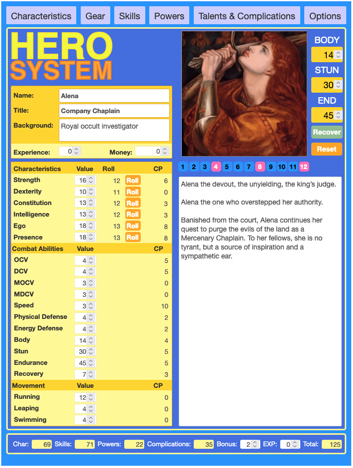 Characteristics Gear Skills Powers Talents & Complications Options
HERO
SYSTEM
Name: Alena
Title: Company Chaplain
Background: Royal occult investigator
Experience: 0 Money: 0
BODY
14
STUN
30
END
45
Recover
Reset
1 2 3 4 5 6 7 8 9 10 11 12
Characteristics Value Roll CP
Strength 16 12 Roll 6
Dexterity 10 11 Roll 0
Constitution 13 12 Roll 3
Intelligence 13 12 Roll 3
Ego 18 13 Roll 8
Presence 18 13 Roll 8
Combat Abilities Value CP
OCV 4 5
DCV 4 5
MOCV 3 0
MDCV 3 0
Speed 3 10
Physical Defense 4 2
Energy Defense 4 2
Body 14 4
Stun 30 5
Endurance 45 5
Recovery 7 3
Movement Value CP
Running 12 0
Leaping 4 0
Swimming 4 0
Alena the devout, the unyielding, the king's judge.
Alena the one who overstepped her authority.
Banished from the court, Alena continues her
quest to purge the evils of the land as a
Mercenary Chaplain. To her fellows, she is no
tyrant, but a source of inspiration and a
sympathetic ear.
Char: 69 Skills: 71 Powers: 22 Complications: 35 Bonus: 2 EXP: 0 Total: 125